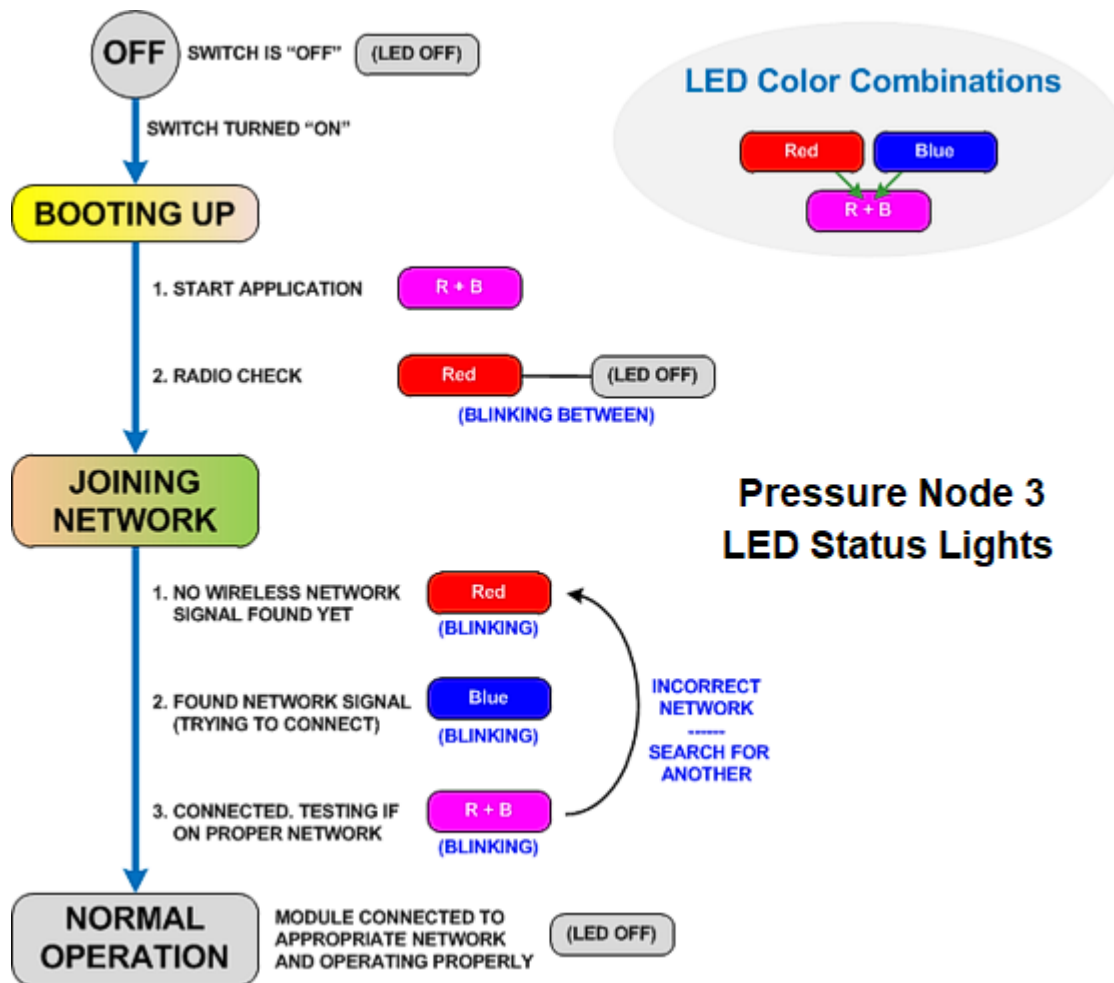 OFF
SWITCH IS "OFF"
(LED OFF)
SWITCH TURNED "ON"
LED Color Combinations
Red
Blue
R + B
BOOTING UP
1. START APPLICATION
R + B
2. RADIO CHECK
Red
(LED OFF)
(BLINKING BETWEEN)
JOINING
NETWORK
Pressure Node 3
LED Status Lights
1. NO WIRELESS NETWORK
SIGNAL FOUND YET
Red
(BLINKING)
2. FOUND NETWORK SIGNAL
(TRYING TO CONNECT)
Blue
(BLINKING)
INCORRECT
NETWORK
------
SEARCH FOR
ANOTHER
3. CONNECTED. TESTING IF
ON PROPER NETWORK
R + B
(BLINKING)
NORMAL
OPERATION
MODULE CONNECTED TO
APPROPRIATE NETWORK
AND OPERATING PROPERLY
(LED OFF)